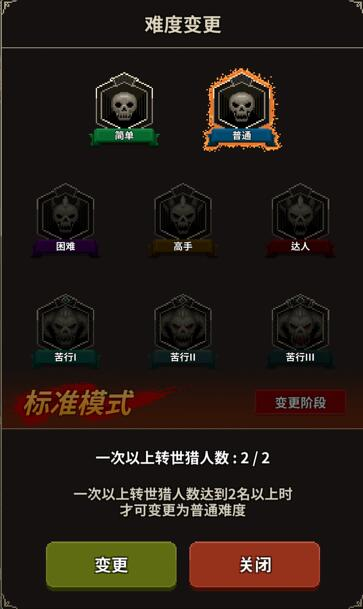 难度变更
简单 普通
困难 高手 达人
苦行I 苦行II 苦行III
标准模式 变更阶段
一次以上转世猎人数 : 2 / 2
一次以上转世猎人数达到2名以上时
才可变更为普通难度
变更 关闭